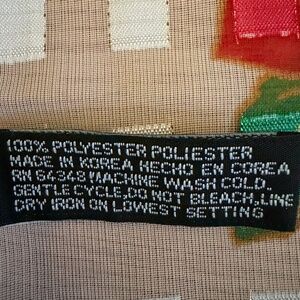 100% POLYESTER POLIESTER
MADE IN KOREA HECHO EN COREA
RN 64348 MACHINE WASH COLD.
GENTLE CYCLE, DO NOT BLEACH, LINE
DRY IRON ON LOWEST SETTING